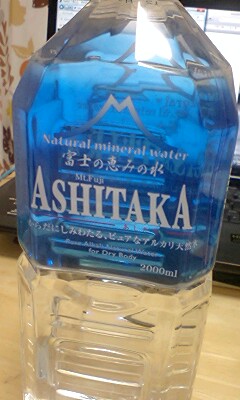 Natural mineral water
富士の恵みの水
Mt.Fuji
ASHITAKA
らだにしみわたる、ピュアなアルカリ天然水
for Dry Body
2000ml